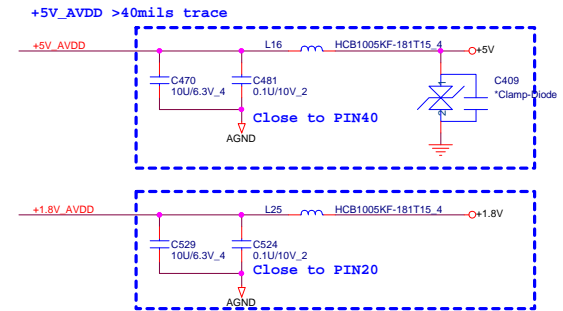 +5V_AVDD >40mils trace
+5V_AVDD
L16
HCB1005KF-181T15_4
+5V
C470
10U/6.3V_4
C481
0.1U/10V_2
1
2
C409
*Clamp-Diode
Close to PIN40
AGND
+1.8V_AVDD
L25
HCB1005KF-181T15_4
+1.8V
C529
10U/6.3V_4
C524
0.1U/10V_2
Close to PIN20
AGND